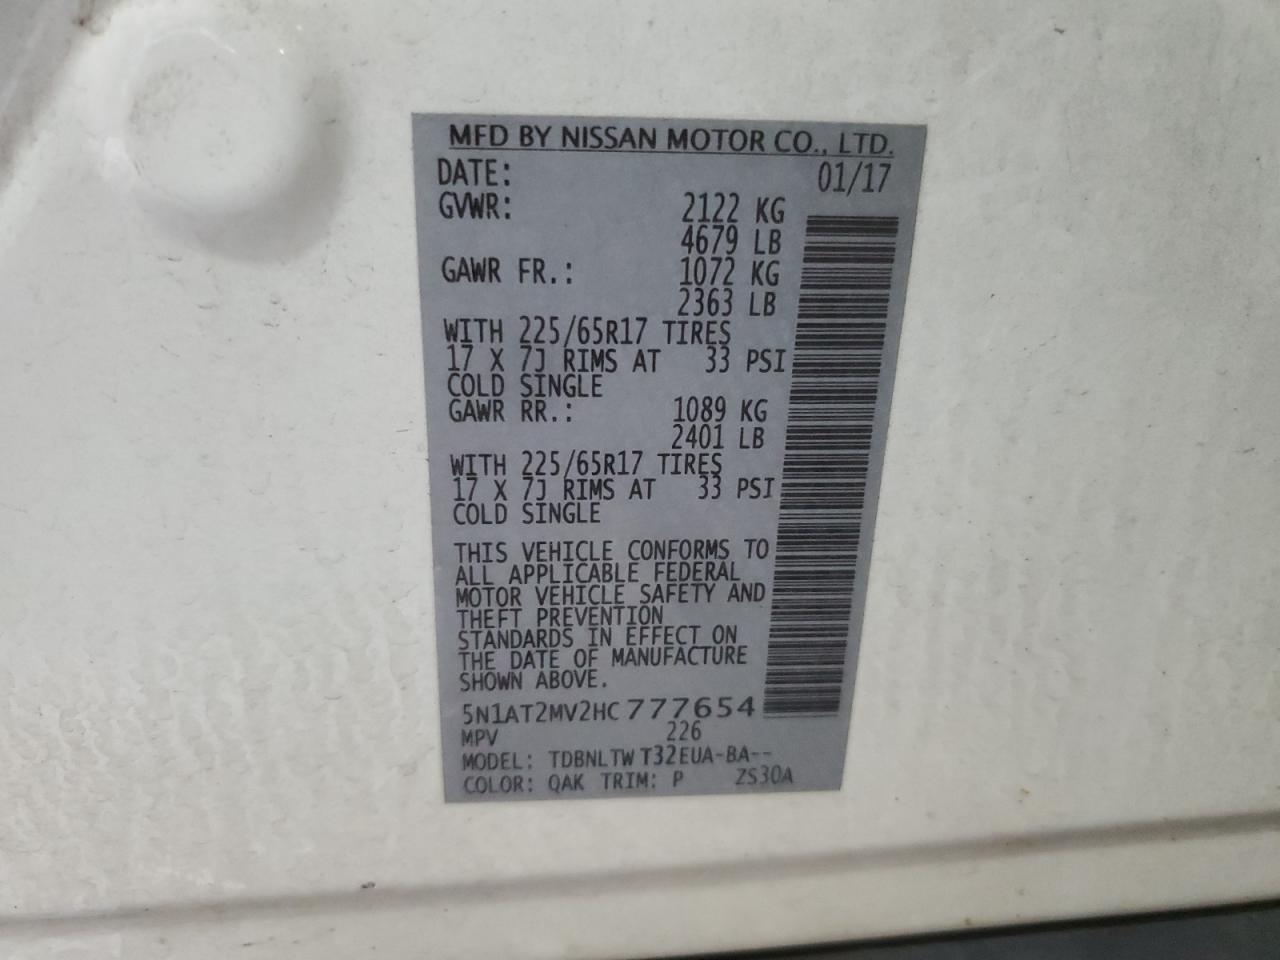 MFD BY NISSAN MOTOR CO., LTD.
DATE: 01/17
GVWR: 2122 KG
4679 LB
GAWR FR.: 1072 KG
2363 LB
WITH 225/65R17 TIRES
17 X 7J RIMS AT 33 PSI
COLD SINGLE
GAWR RR.: 1089 KG
2401 LB
WITH 225/65R17 TIRES
17 X 7J RIMS AT 33 PSI
COLD SINGLE
THIS VEHICLE CONFORMS TO
ALL APPLICABLE FEDERAL
MOTOR VEHICLE SAFETY AND
THEFT PREVENTION
STANDARDS IN EFFECT ON
THE DATE OF MANUFACTURE
SHOWN ABOVE.
5N1AT2MV2HC777654
MPV 226
MODEL: TDBNLTW T32EUA-BA--
COLOR: QAK TRIM: P ZS30A